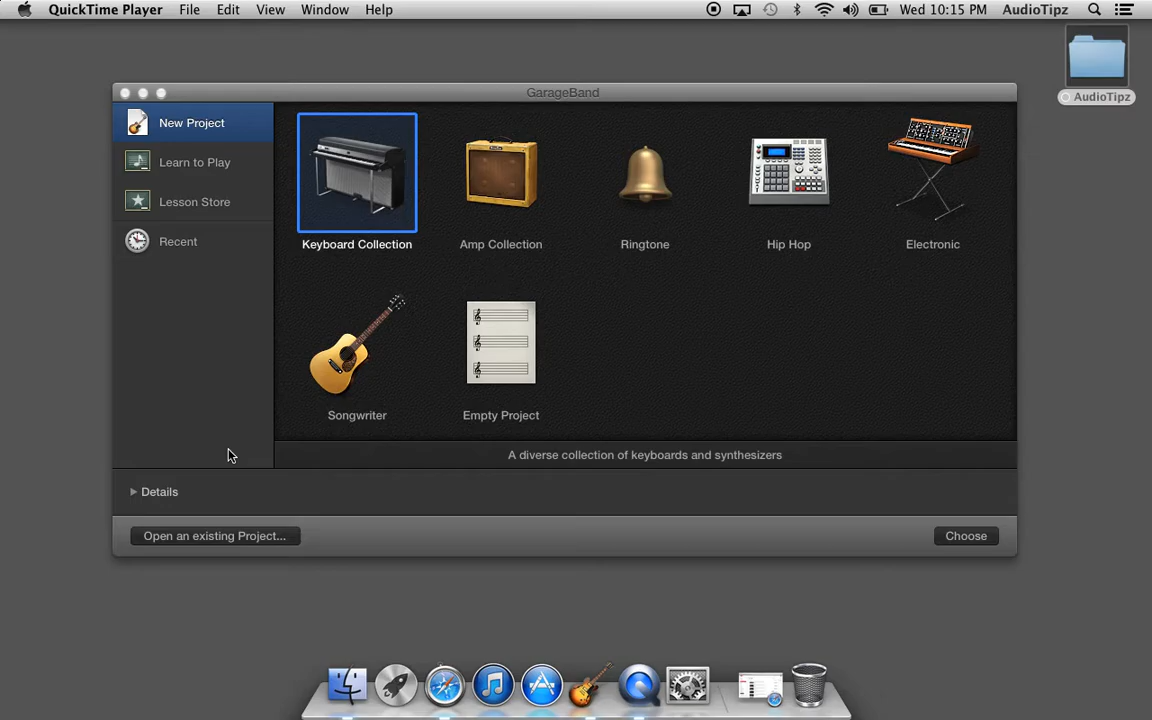 QuickTime Player File Edit View Window Help Wed 10:15 PM AudioTipz
AudioTipz
GarageBand
New Project
Learn to Play
Lesson Store
Recent
Keyboard Collection Amp Collection Ringtone Hip Hop Electronic
Songwriter Empty Project
A diverse collection of keyboards and synthesizers
Details
Open an existing Project... Choose